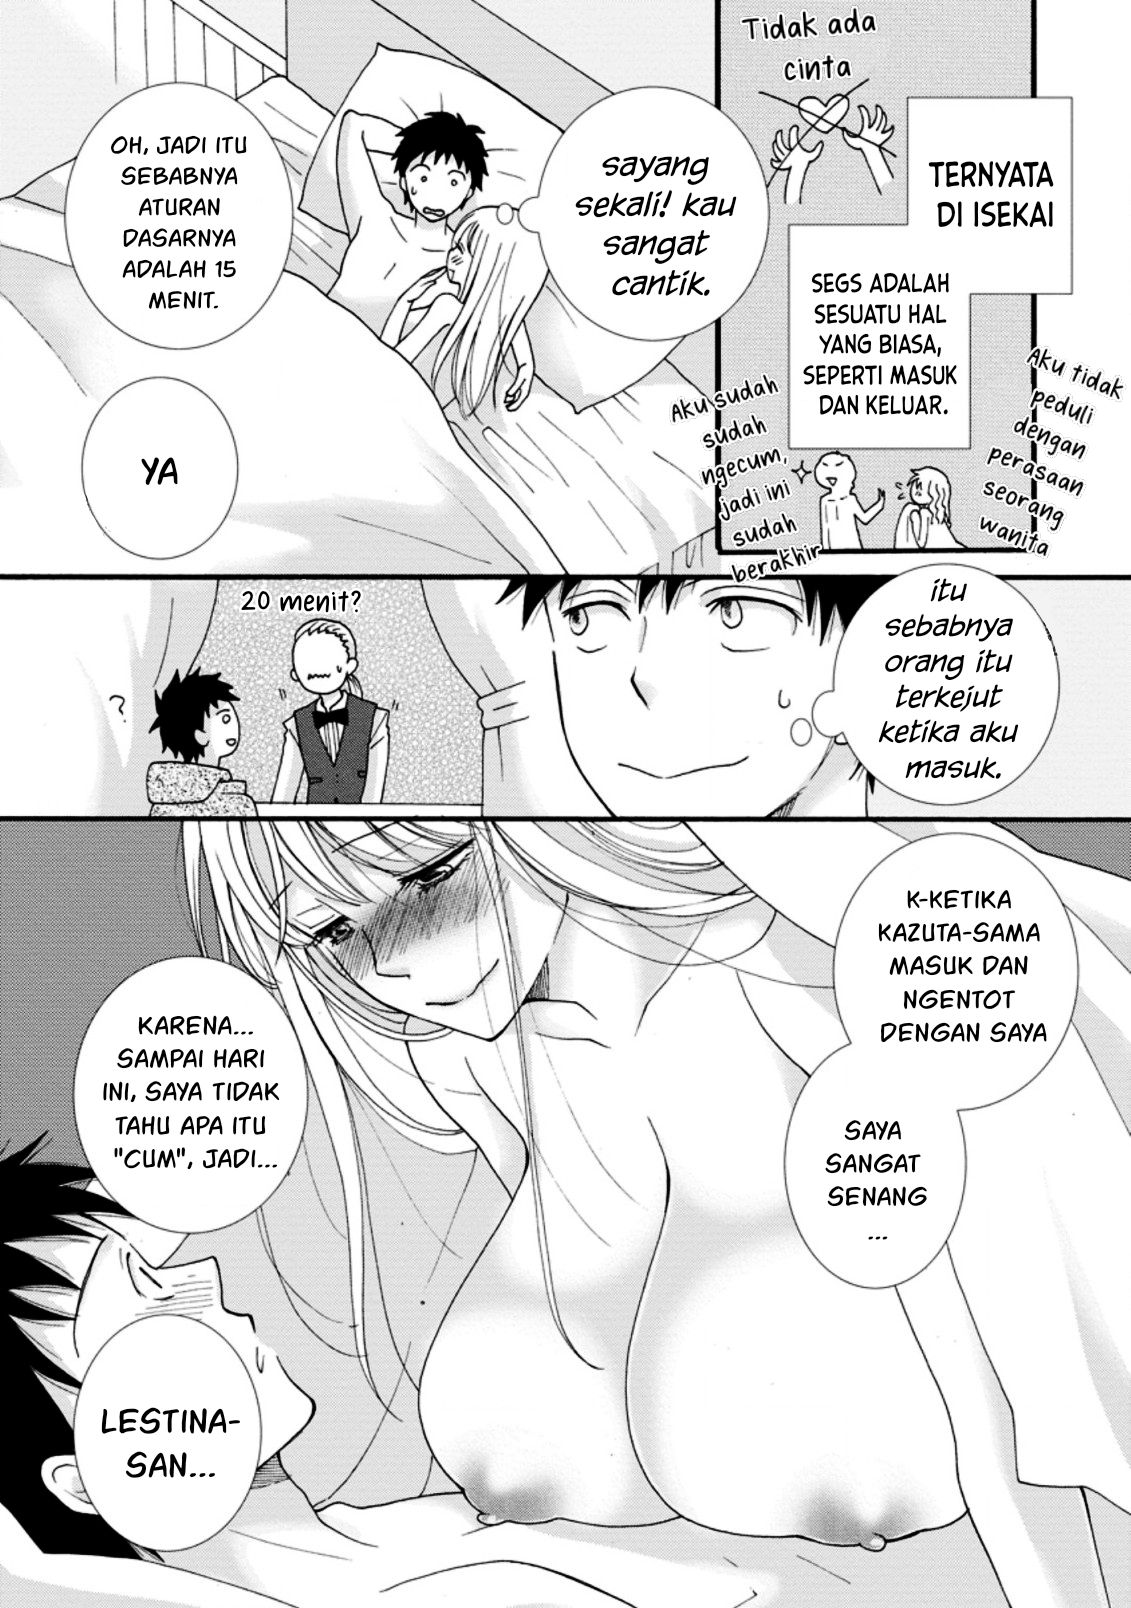 Tidak ada
cinta
TERNYATA
DI ISEKAI
SEGS ADALAH
SESUATU HAL
YANG BIASA,
SEPERTI MASUK
DAN KELUAR.
Aku tidak
peduli
dengan
perasaan
seorang
wanita
Aku sudah
sudah
ngecum,
jadi ini
sudah
berakhir
sayang
sekali! kau
sangat
cantik.
OH, JADI ITU
SEBABNYA
ATURAN
DASARNYA
ADALAH 15
MENIT.
YA
itu
sebabnya
orang itu
terkejut
ketika aku
masuk.
20 menit?
?
K-KETIKA
KAZUTA-SAMA
MASUK DAN
NGENTOT
DENGAN SAYA
SAYA
SANGAT
SENANG
...
KARENA...
SAMPAI HARI
INI, SAYA TIDAK
TAHU APA ITU
"CUM", JADI...
LESTINA-
SAN...